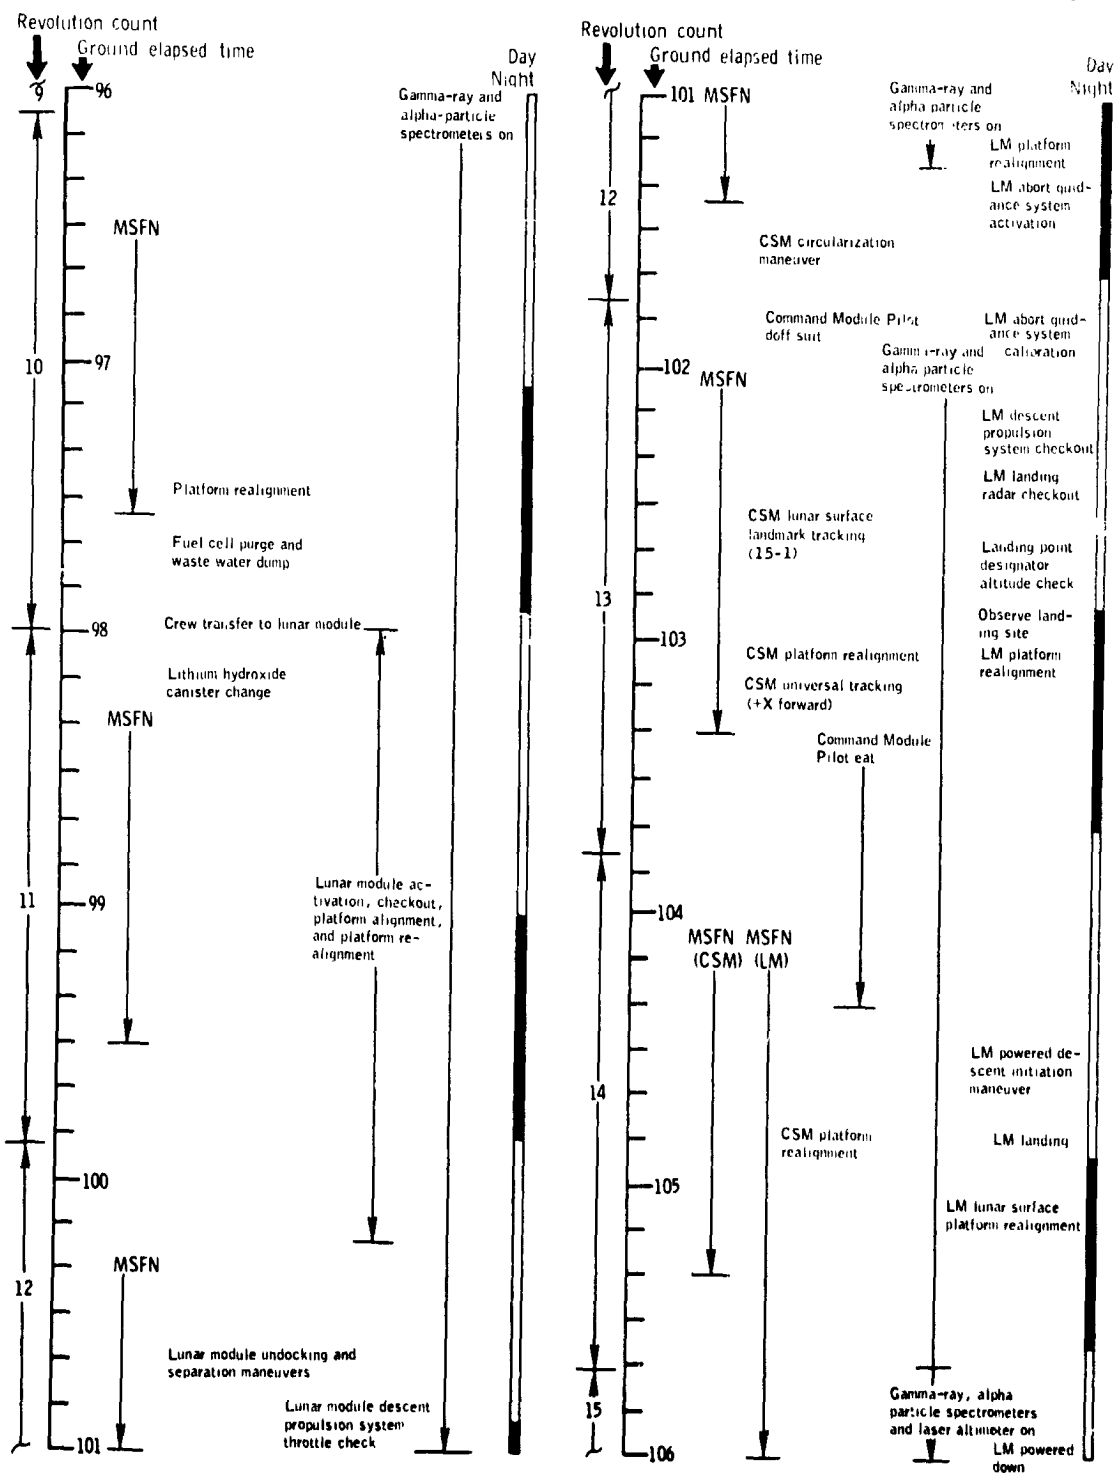 Revolution count
Ground elapsed time
Day
Night
9
96
Gamma-ray and
alpha-particle
spectrometers on
MSFN
10
97
Platform realignment
Fuel cell purge and
waste water dump
Crew transfer to lunar module
98
Lithium hydroxide
canister change
MSFN
11
Lunar module ac-
tivation, checkout,
platform alignment,
and platform re-
alignment
99
100
MSFN
12
Lunar module undocking and
separation maneuvers
Lunar module descent
propulsion system
throttle check
101
Revolution count
Ground elapsed time
Day
Night
101 MSFN
Gamma-ray and
alpha particle
spectrometers on
LM platform
realignment
LM abort guid-
ance system
activation
12
CSM circularization
maneuver
Command Module Pilot
doff suit
LM abort guid-
ance system
calibration
Gamma-ray and
alpha particle
spectrometers on
102
MSFN
LM descent
propulsion
system checkout
LM landing
radar checkout
CSM lunar surface
landmark tracking
(15-1)
Landing point
designator
altitude check
13
Observe land-
ing site
103
CSM platform realignment
LM platform
realignment
CSM universal tracking
(+X forward)
Command Module
Pilot eat
104
MSFN MSFN
(CSM) (LM)
LM powered de-
scent initiation
maneuver
14
CSM platform
realignment
LM landing
105
LM lunar surface
platform realignment
15
Gamma-ray, alpha
particle spectrometers
and laser altimeter on
106
LM powered
down